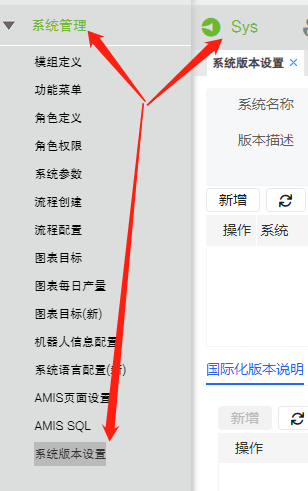 系统管理
模组定义
功能菜单
角色定义
角色权限
系统参数
流程创建
流程配置
图表目标
图表每日产量
图表目标(新)
机器人信息配置
系统语言配置(新)
AMIS页面设置
AMIS SQL
系统版本设置
Sys
系统版本设置 ×
系统名称
版本描述
新增
操作 系统
国际化版本说明
新增
操作